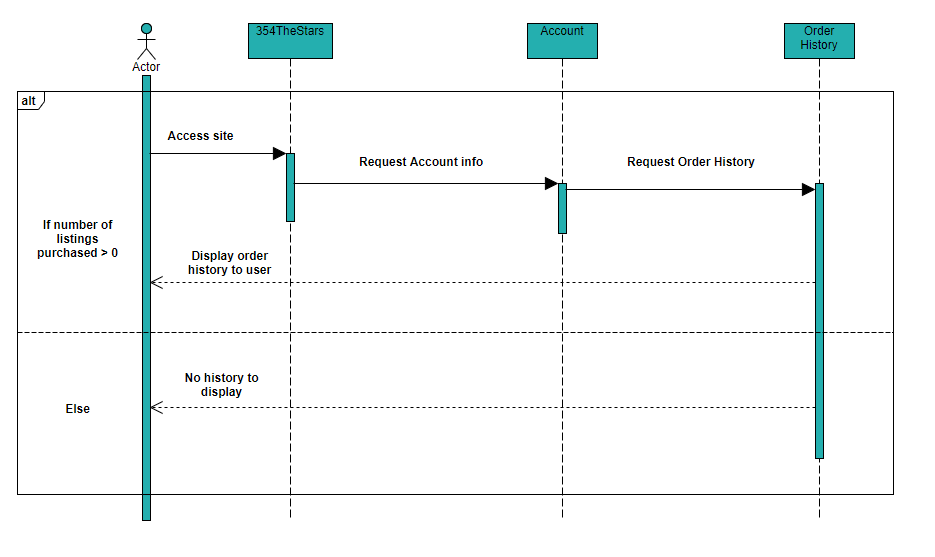 354TheStars
Account
Order
History
Actor
alt
Access site
Request Account info
Request Order History
If number of
listings
purchased > 0
Display order
history to user
No history to
display
Else